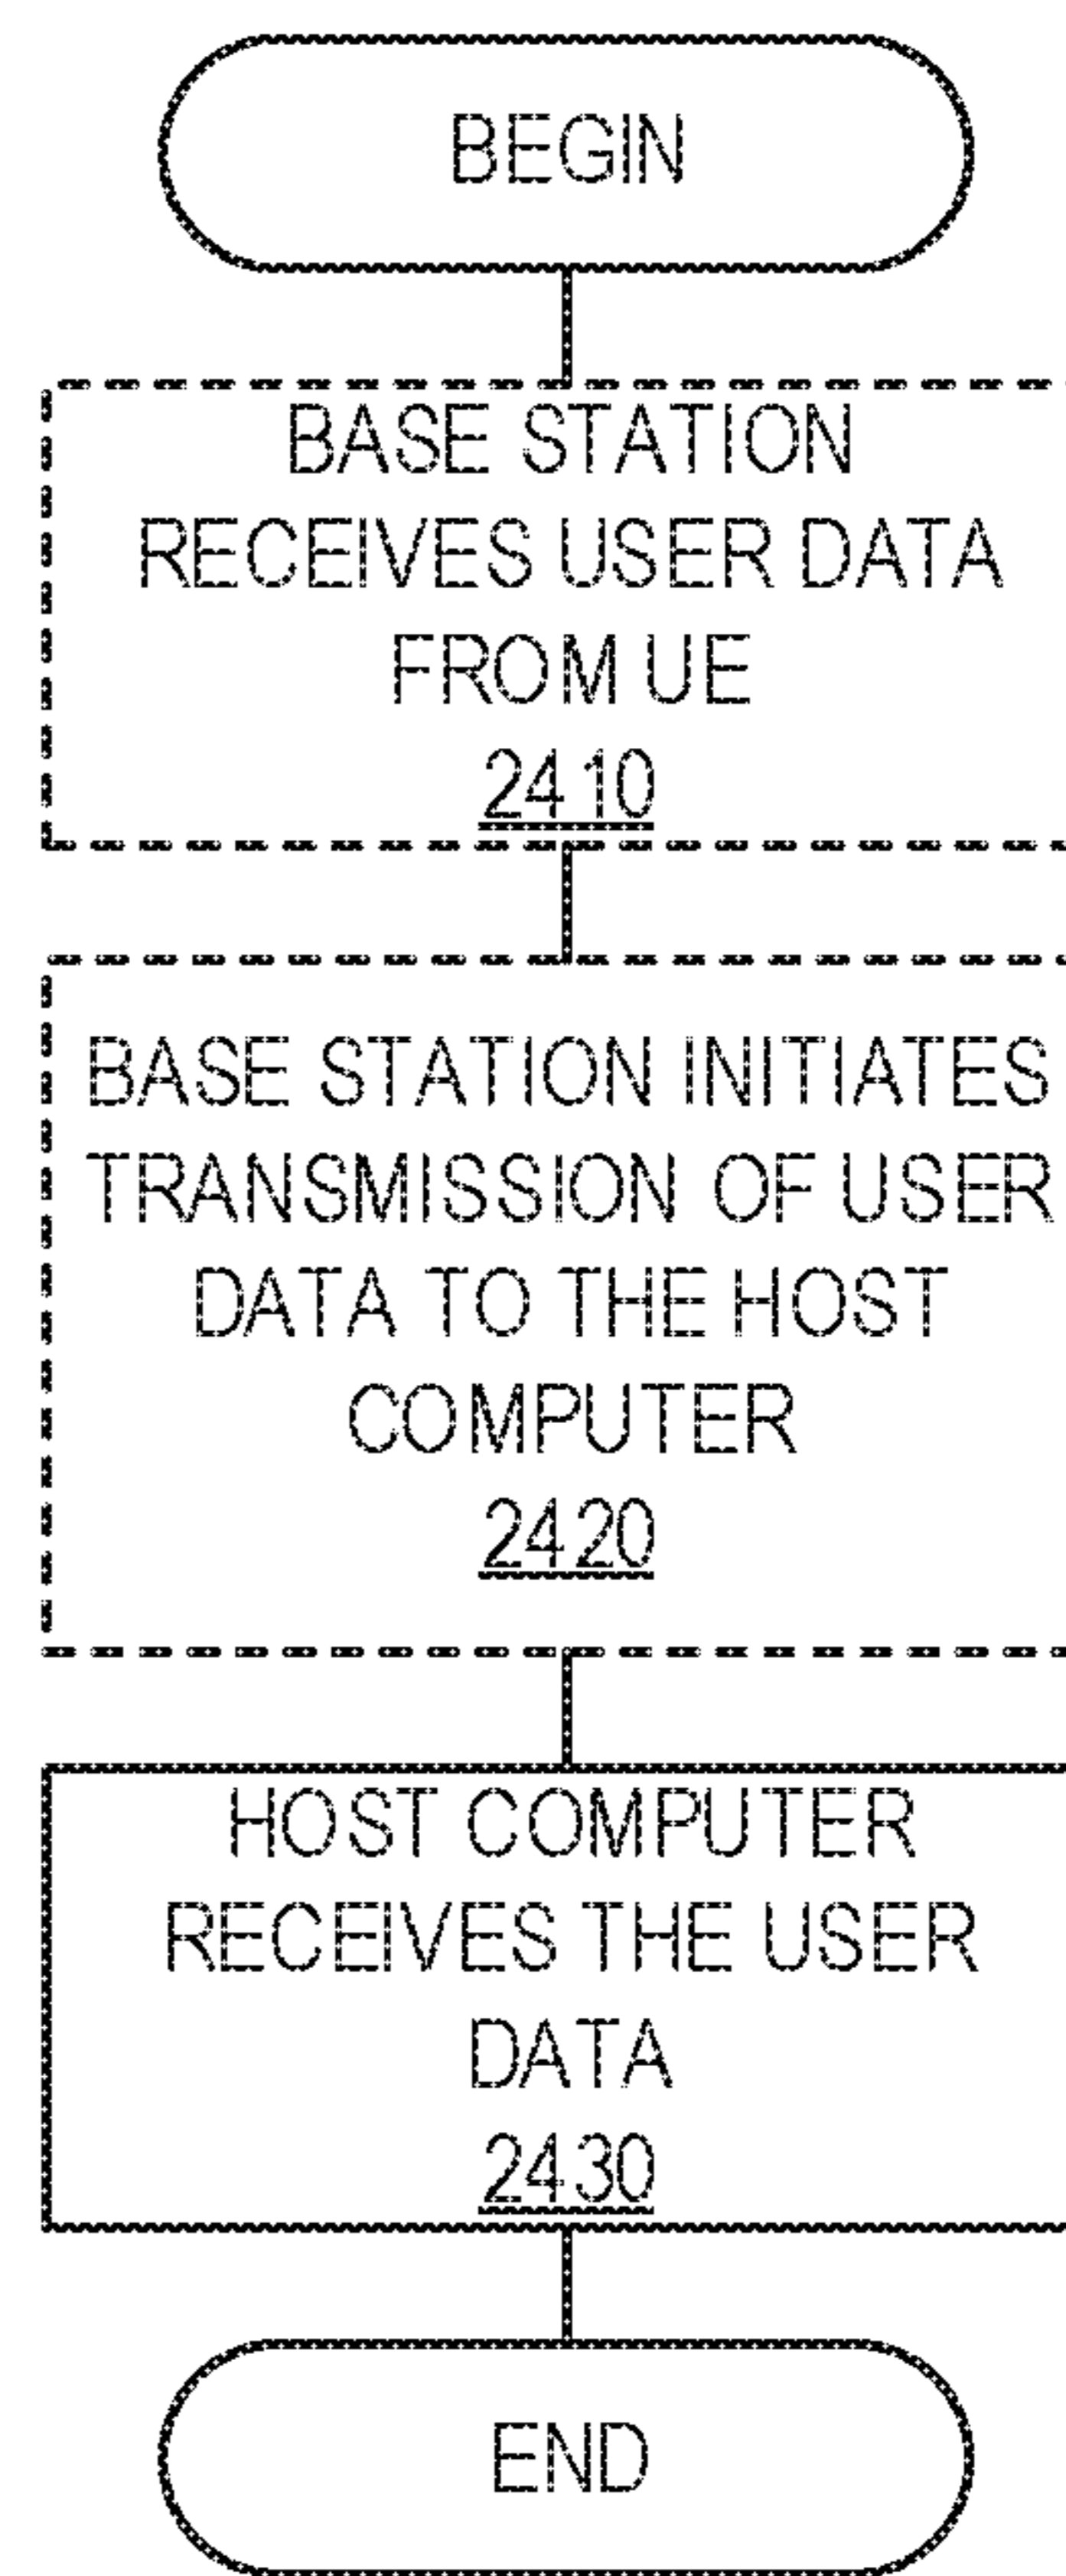 BEGIN
BASE STATION
RECEIVES USER DATA
FROM UE
2410
BASE STATION INITIATES
TRANSMISSION OF USER
DATA TO THE HOST
COMPUTER
2420
HOST COMPUTER
RECEIVES THE USER
DATA
2430
END